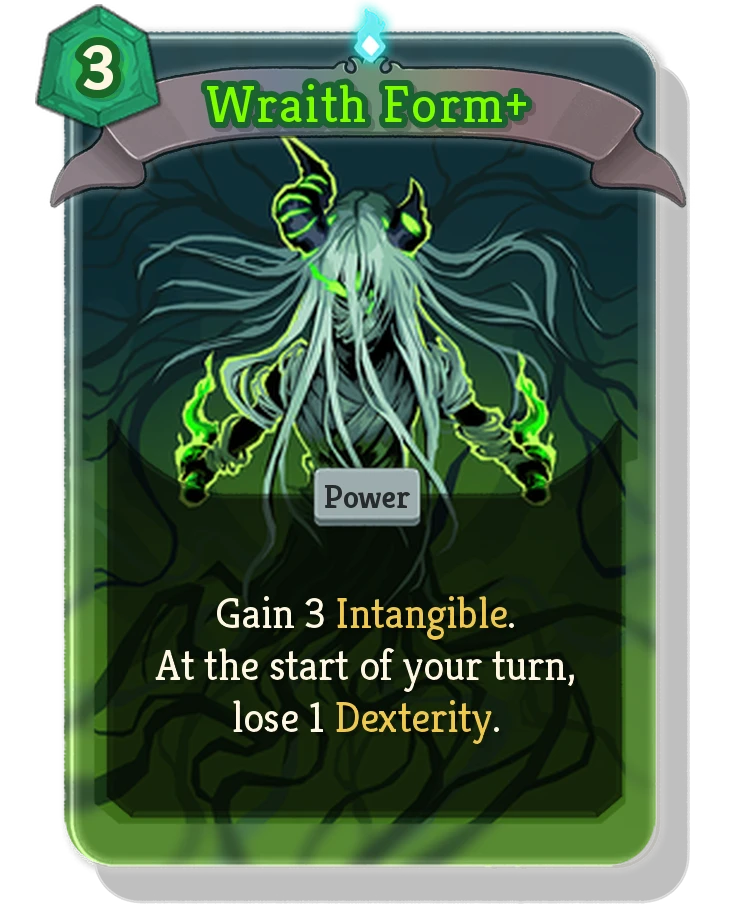 3
Wraith Form+
Power
Gain 3 Intangible.
At the start of your turn,
lose 1 Dexterity.